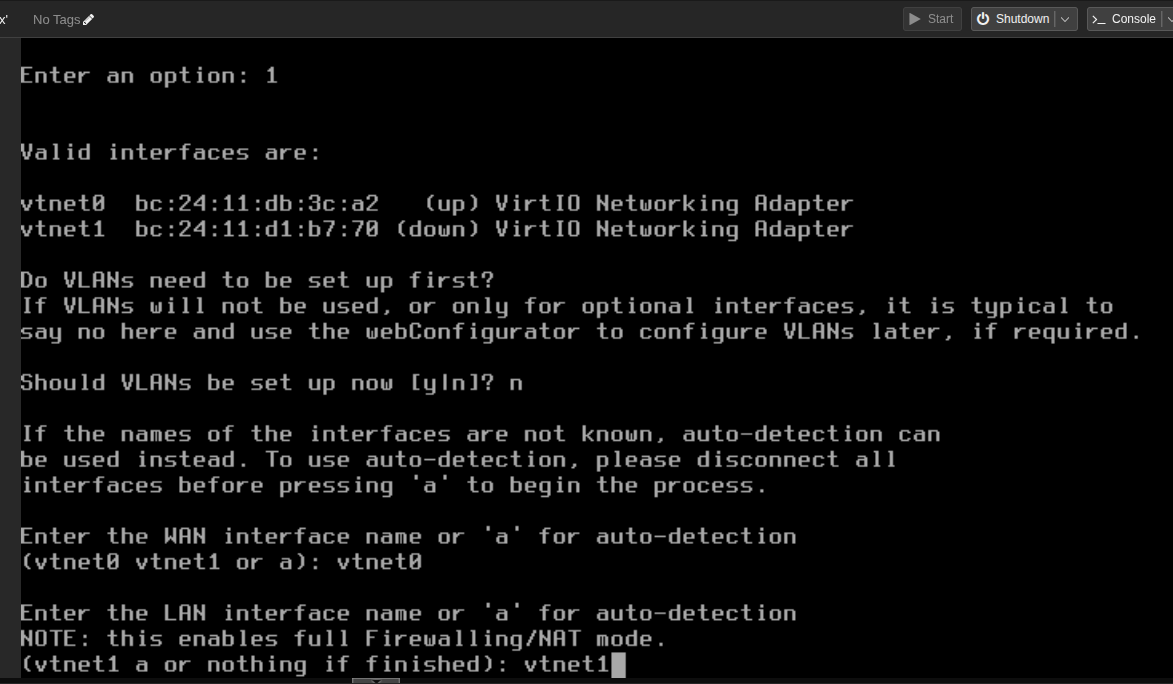 x'  No Tags  Start  Shutdown  Console
Enter an option: 1
Valid interfaces are:
vtnet0  bc:24:11:db:3c:a2   (up) VirtIO Networking Adapter
vtnet1  bc:24:11:d1:b7:70 (down) VirtIO Networking Adapter
Do VLANs need to be set up first?
If VLANs will not be used, or only for optional interfaces, it is typical to
say no here and use the webConfigurator to configure VLANs later, if required.
Should VLANs be set up now [y|n]? n
If the names of the interfaces are not known, auto-detection can
be used instead. To use auto-detection, please disconnect all
interfaces before pressing 'a' to begin the process.
Enter the WAN interface name or 'a' for auto-detection
(vtnet0 vtnet1 or a): vtnet0
Enter the LAN interface name or 'a' for auto-detection
NOTE: this enables full Firewalling/NAT mode.
(vtnet1 a or nothing if finished): vtnet1